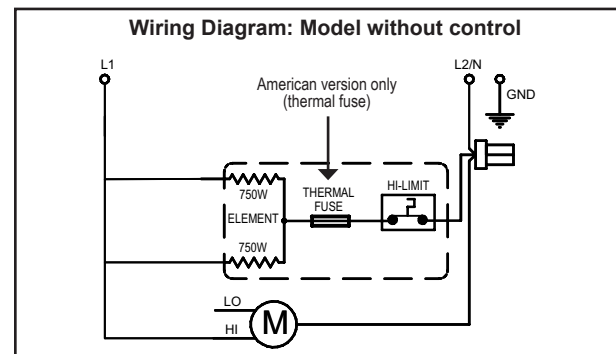 Wiring Diagram: Model without control
L1
L2/N
American version only
(thermal fuse)
GND
750W
THERMAL
FUSE
HI-LIMIT
ELEMENT
750W
LO
HI
M